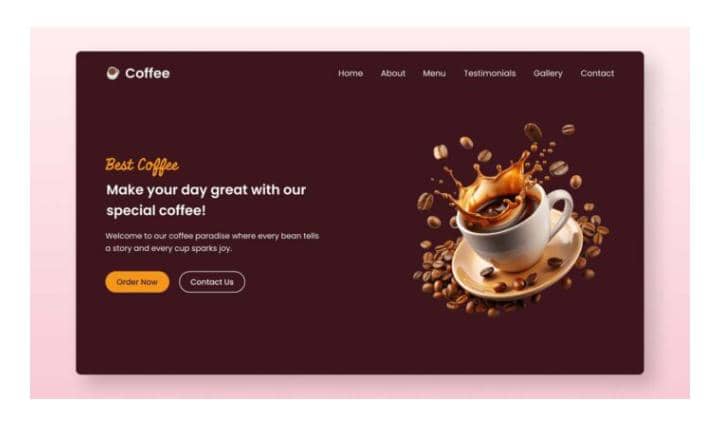 Coffee
Home About Menu Testimonials Gallery Contact
Best Coffee
Make your day great with our
special coffee!
Welcome to our coffee paradise where every bean tells
a story and every cup sparks joy.
Order Now
Contact Us